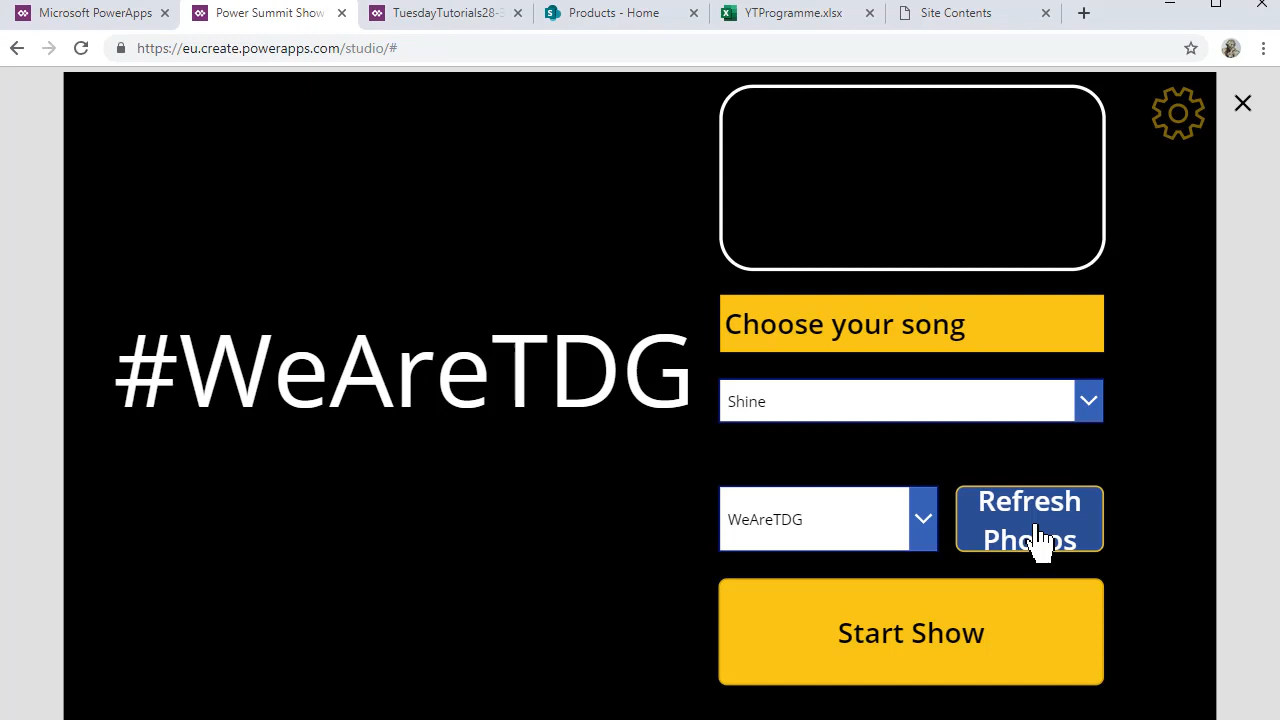 Microsoft PowerApps
Power Summit Show
TuesdayTutorials28-3
Products - Home
YTProgramme.xlsx
Site Contents
https://eu.create.powerapps.com/studio/#
#WeAreTDG
Choose your song
Shine
WeAreTDG
Refresh
Photos
Start Show